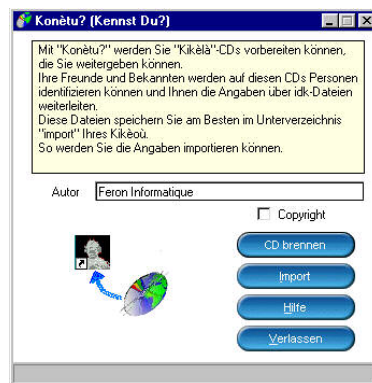 Konètu? (Kennst Du?)
Mit "Konètu?" werden Sie "Kikèlà"-CDs vorbereiten können,
die Sie weitergeben können.
Ihre Freunde und Bekannten werden auf diesen CDs Personen
identifizieren können und Ihnen die Angaben über idk-Dateien
weiterleiten.
Diese Dateien speichern Sie am Besten im Unterverzeichnis
"import" Ihres Kikèoù.
So werden Sie die Angaben importieren können.
Autor Feron Informatique
Copyright
CD brennen
Import
Hilfe
Verlassen